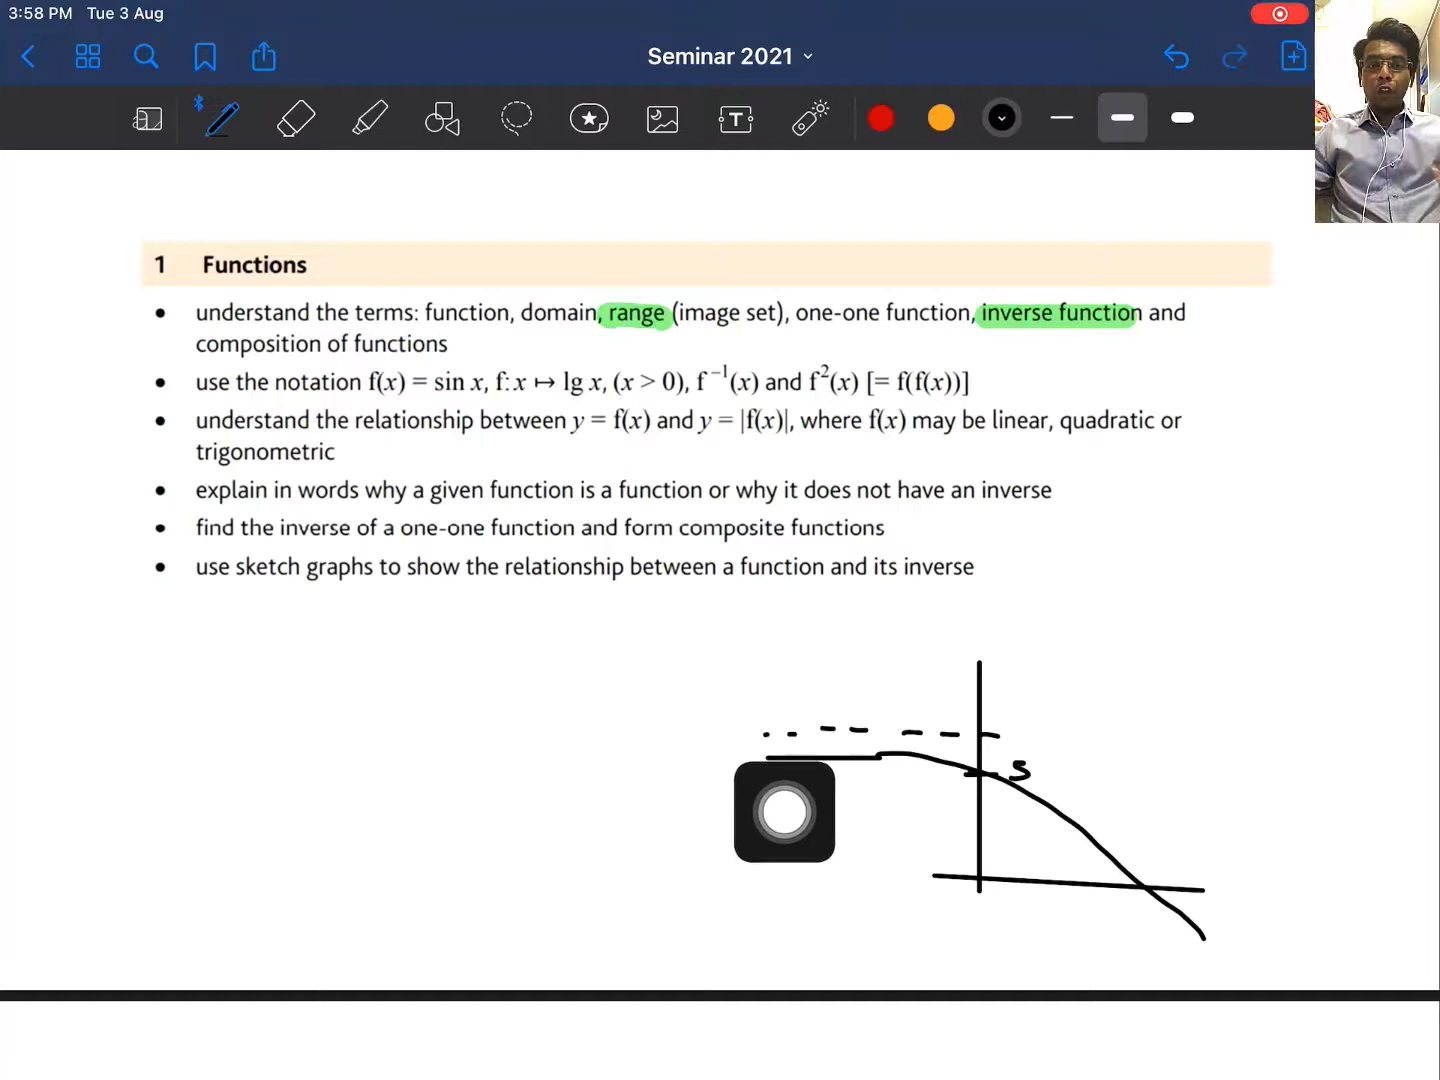 3:58 PM Tue 3 Aug
Seminar 2021
T
1 Functions
• understand the terms: function, domain, range (image set), one-one function, inverse function and
composition of functions
• use the notation f(x) = sin x, f: x ↦ lg x, (x > 0), f⁻¹(x) and f²(x) [= f(f(x))]
• understand the relationship between y = f(x) and y = |f(x)|, where f(x) may be linear, quadratic or
trigonometric
• explain in words why a given function is a function or why it does not have an inverse
• find the inverse of a one-one function and form composite functions
• use sketch graphs to show the relationship between a function and its inverse